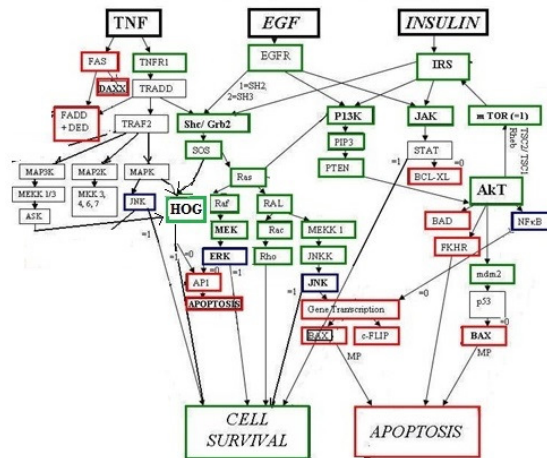 TNF
EGF
INSULIN
FAS
TNFR1
EGFR
IRS
DAXX
TRADD
1=SH2,
2=SH3
FADD
+ DED
TRAF2
Shc/ Grb2
P13K
JAK
m TOR (=1)
TSC2/ TSC1
Rheb
SOS
PIP3
STAT
MAP3K
MAP2K
MAPK
Ras
PTEN
=1
=0
BCL-XL
AkT
MEKK 1/3
MKK 3,
4, 6, 7
JNK
HOG
Raf
RAL
BAD
NFκB
ASK
MEK
Rac
MEKK 1
FKHR
=1
ERK
Rho
JNKK
mdm2
=1
=0
=0
=1
AP1
JNK
=0
p53
APOPTOSIS
=1
Gene Transcription
=0
BAX
c-FLIP
BAX
MP
MP
CELL
SURVIVAL
APOPTOSIS